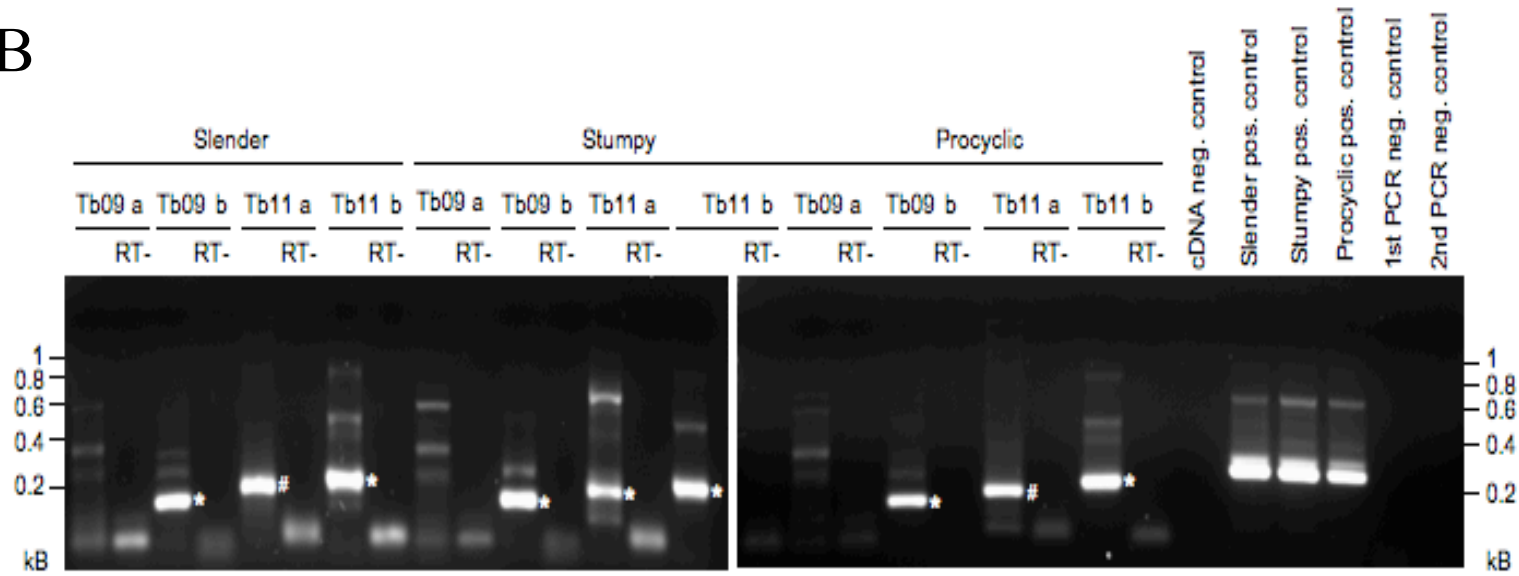 B
Slender Stumpy Procyclic
Tb09 a Tb09 b Tb11 a Tb11 b Tb09 a Tb09 b Tb11 a Tb11 b Tb09 a Tb09 b Tb11 a Tb11 b
RT- RT- RT- RT- RT- RT- RT- RT- RT- RT- RT- RT-
cDNA neg. control
Slender pos. control
Stumpy pos. control
Procyclic pos. control
1st PCR neg. control
2nd PCR neg. control
1 1
0.8 0.8
0.6 0.6
0.4 0.4
0.2 * # * * * * * # * 0.2
kB kB